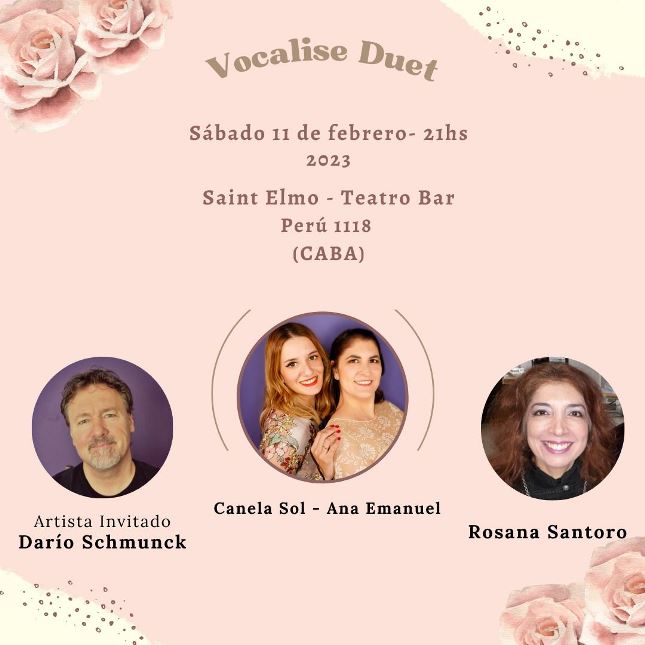 Vocalise Duet
Sábado 11 de febrero- 21hs
2023
Saint Elmo - Teatro Bar
Perú 1118
(CABA)
Artista Invitado
Darío Schmunck
Canela Sol - Ana Emanuel
Rosana Santoro